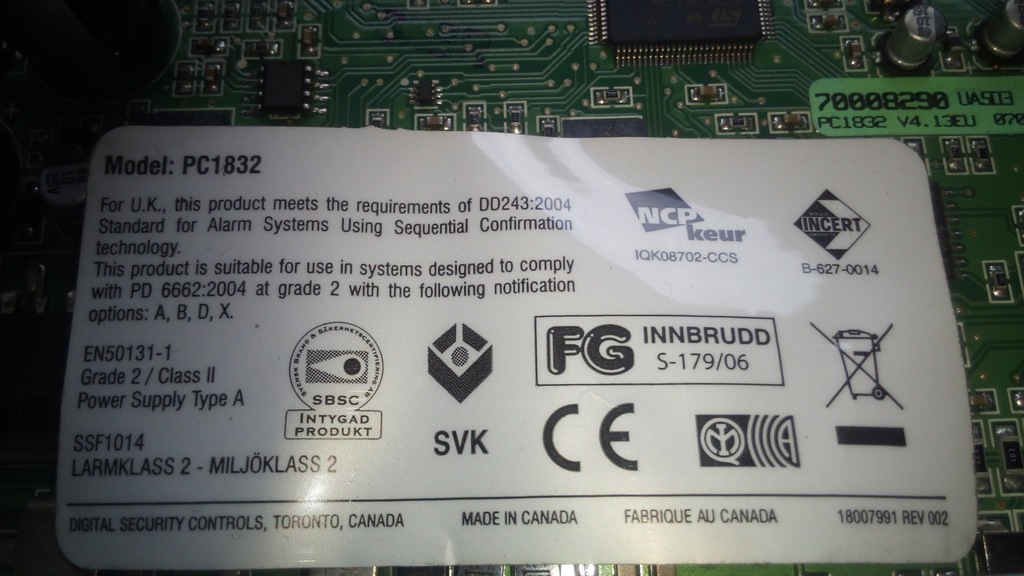 70008290 UA503
PC1832 V4.13EU 070
Model: PC1832
For U.K., this product meets the requirements of DD243:2004
Standard for Alarm Systems Using Sequential Confirmation
technology.
This product is suitable for use in systems designed to comply
with PD 6662:2004 at grade 2 with the following notification
options: A, B, D, X.
NCP
keur
IQK08702-CCS
INCERT
B-627-0014
EN50131-1
Grade 2 / Class II
Power Supply Type A
SVENSK BRAND & SÄKERHETSCERTIFIERING AB
SBSC
INTYGAD
PRODUKT
SVK
FG INNBRUDD
S-179/06
CE
SSF1014
LARMKLASS 2 - MILJÖKLASS 2
DIGITAL SECURITY CONTROLS, TORONTO, CANADA MADE IN CANADA FABRIQUE AU CANADA 18007991 REV 002